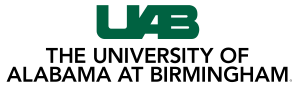 UAB
THE UNIVERSITY OF
ALABAMA AT BIRMINGHAM